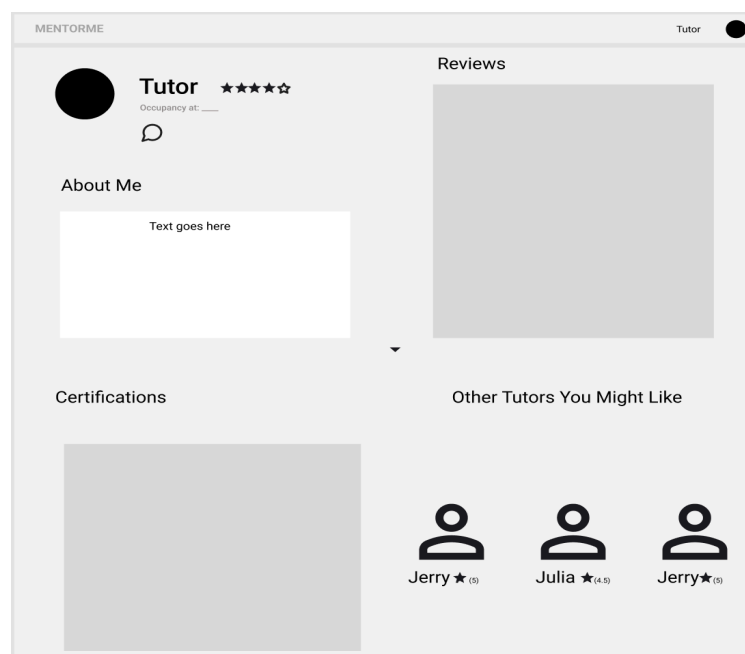 MENTORME
Tutor
Tutor
Occupancy at: ___
About Me
Text goes here
Reviews
Certifications
Other Tutors You Might Like
Jerry (5)
Julia (4.5)
Jerry (5)